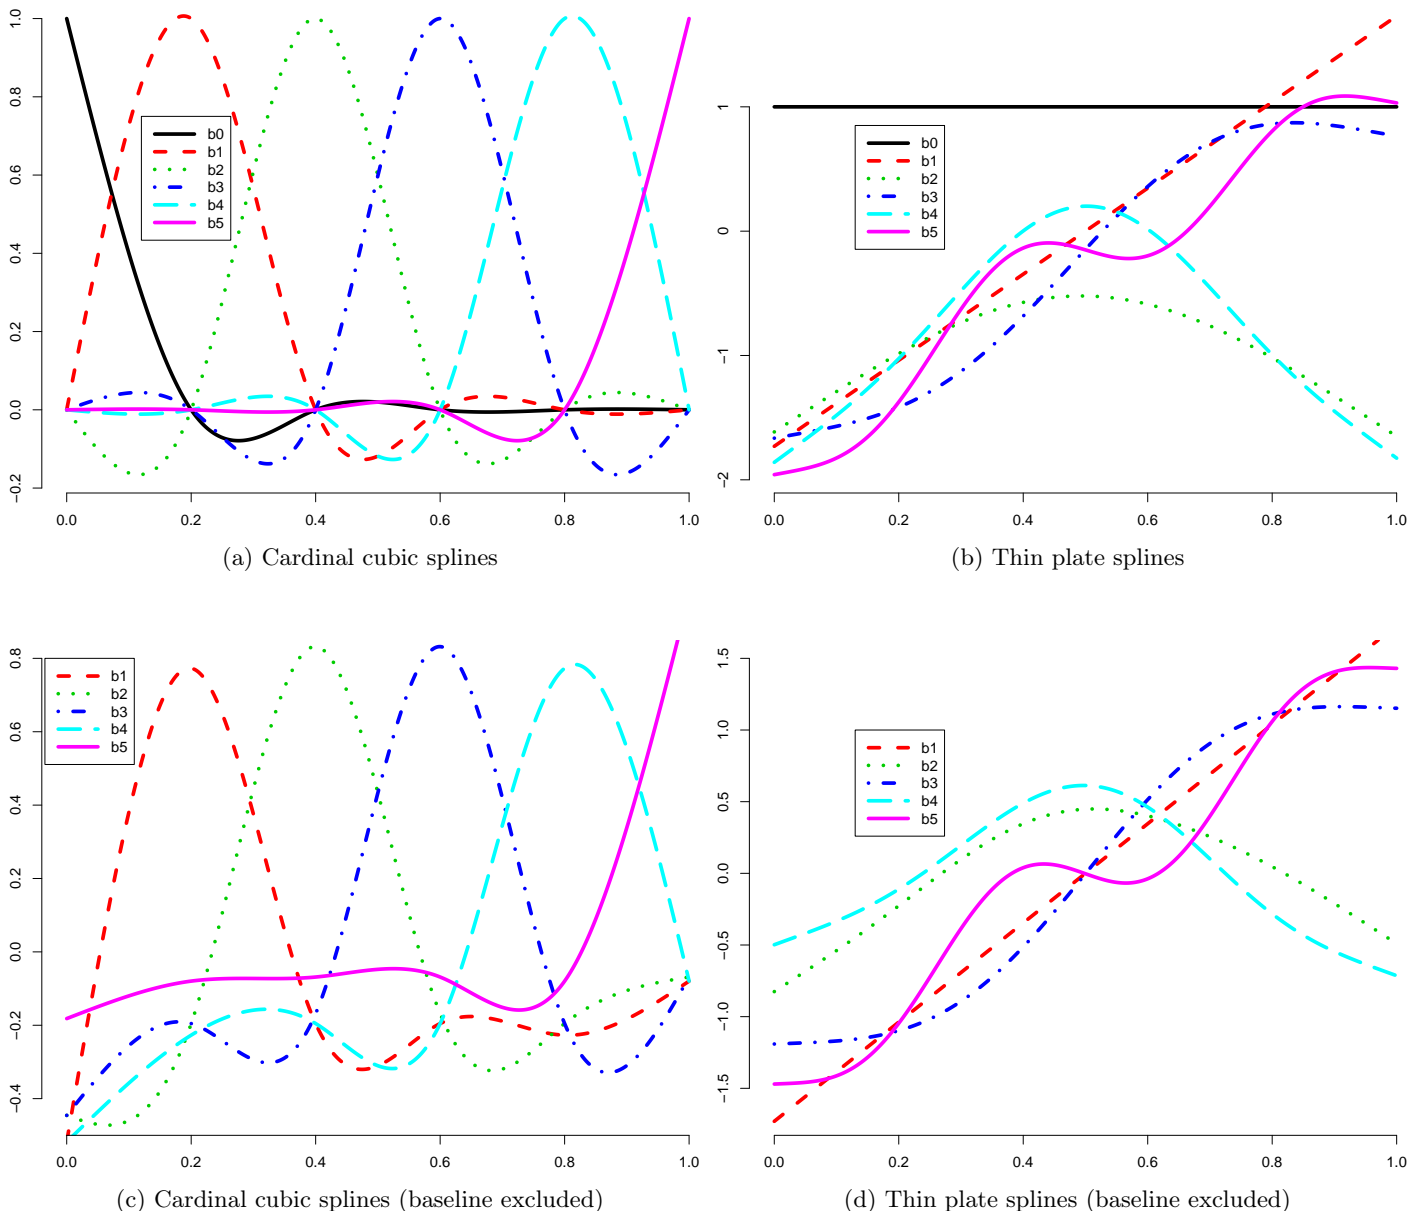 1.0
0.8
0.6
0.4
0.2
0.0
−0.2
b0
b1
b2
b3
b4
b5
0.0 0.2 0.4 0.6 0.8 1.0
(a) Cardinal cubic splines
1
0
−1
−2
b0
b1
b2
b3
b4
b5
0.0 0.2 0.4 0.6 0.8 1.0
(b) Thin plate splines
0.8
0.6
0.4
0.2
0.0
−0.2
−0.4
b1
b2
b3
b4
b5
0.0 0.2 0.4 0.6 0.8 1.0
(c) Cardinal cubic splines (baseline excluded)
1.5
1.0
0.5
0.0
−0.5
−1.0
−1.5
b1
b2
b3
b4
b5
0.0 0.2 0.4 0.6 0.8 1.0
(d) Thin plate splines (baseline excluded)